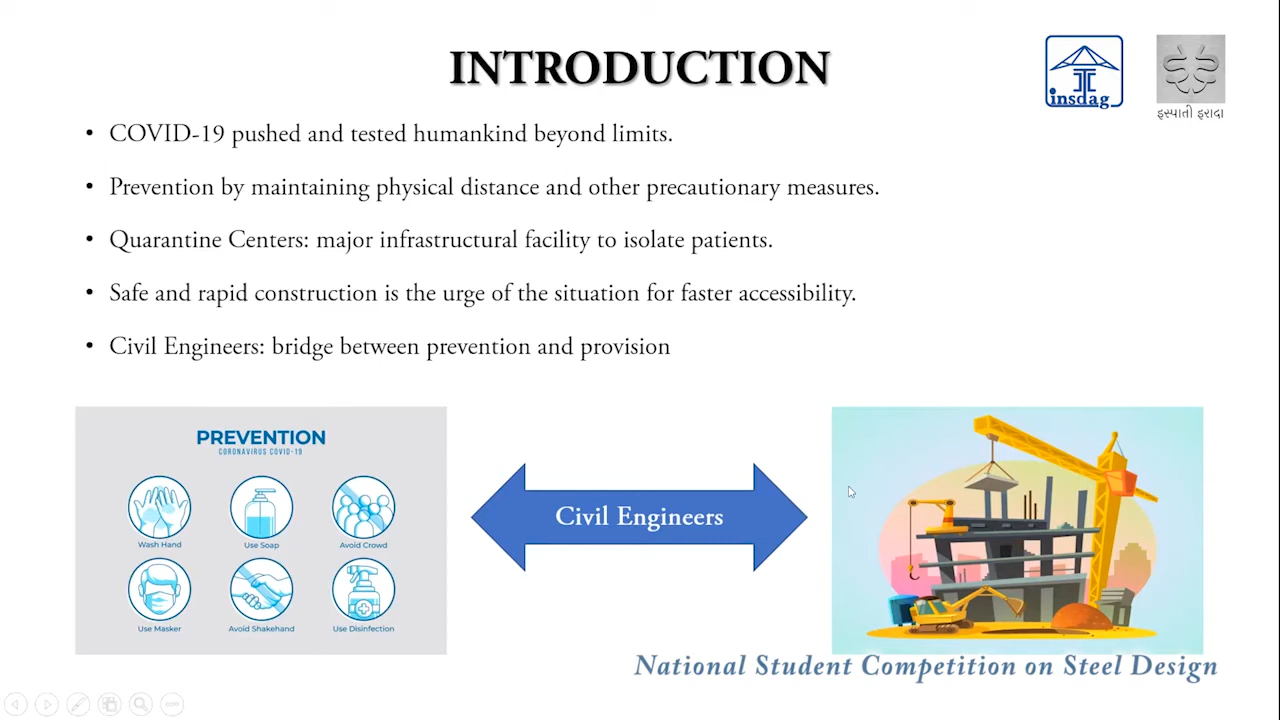 INTRODUCTION
insdag
इस्पाती इरादा
• COVID-19 pushed and tested humankind beyond limits.
• Prevention by maintaining physical distance and other precautionary measures.
• Quarantine Centers: major infrastructural facility to isolate patients.
• Safe and rapid construction is the urge of the situation for faster accessibility.
• Civil Engineers: bridge between prevention and provision
PREVENTION
CORONAVIRUS COVID-19
Wash Hand
Use Soap
Avoid Crowd
Use Masker
Avoid Shakehand
Use Disinfection
Civil Engineers
National Student Competition on Steel Design